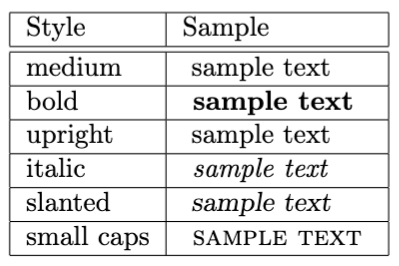 Style Sample
medium sample text
bold sample text
upright sample text
italic sample text
slanted sample text
small caps SAMPLE TEXT